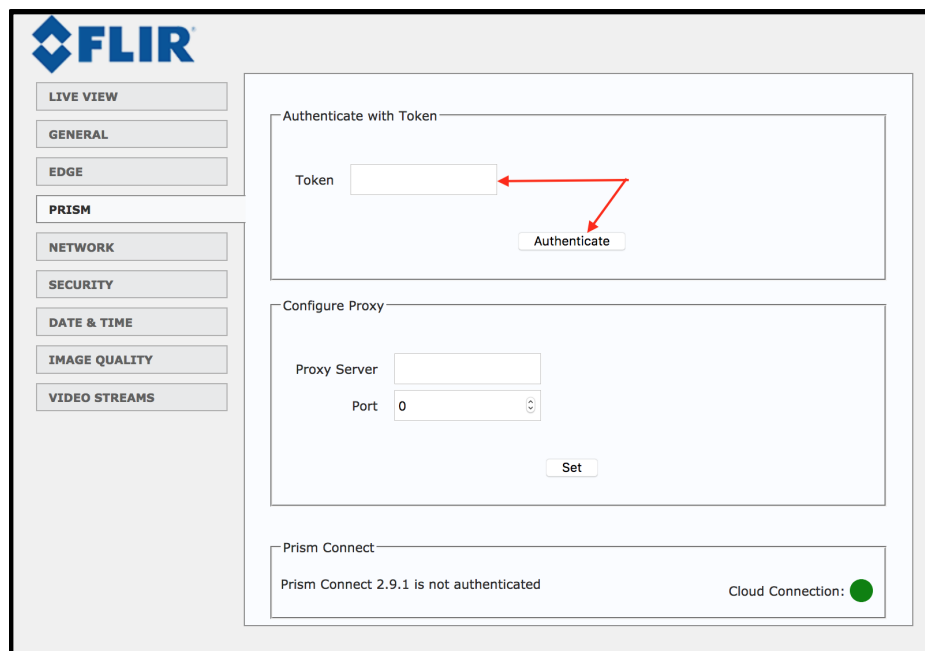 FLIR
LIVE VIEW
GENERAL
EDGE
PRISM
NETWORK
SECURITY
DATE & TIME
IMAGE QUALITY
VIDEO STREAMS
Authenticate with Token
Token
Authenticate
Configure Proxy
Proxy Server
Port 0
Set
Prism Connect
Prism Connect 2.9.1 is not authenticated
Cloud Connection: